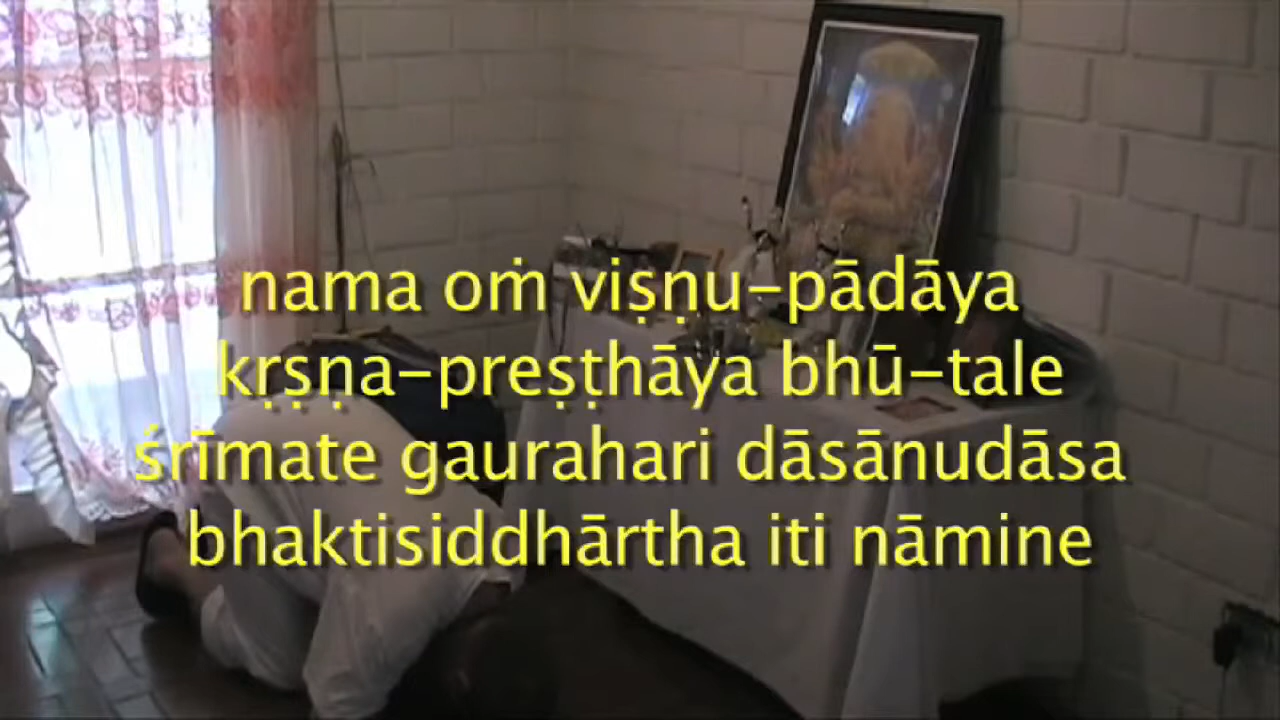 nama oṁ viṣṇu-pādāya
kṛṣṇa-preṣṭhāya bhū-tale
śrīmate gaurahari dāsānudāsa
bhaktisiddhārtha iti nāmine